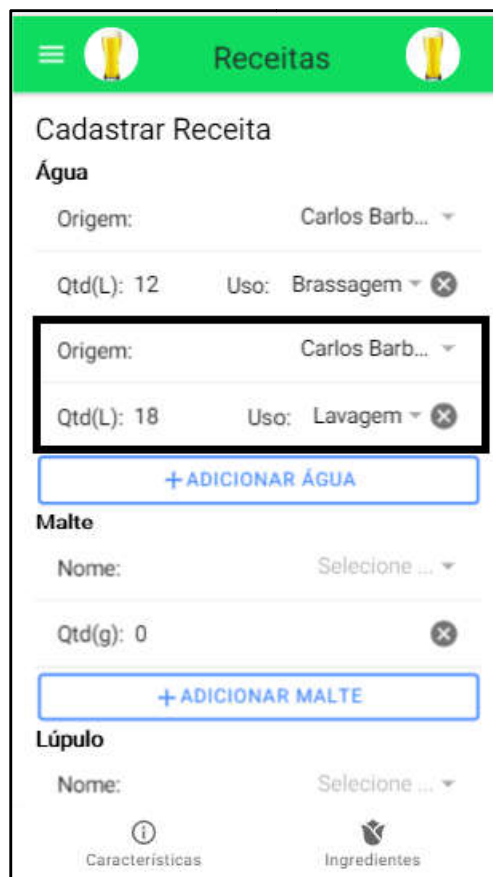 Receitas
Cadastrar Receita
Água
Origem: Carlos Barb...
Qtd(L): 12 Uso: Brassagem
Origem: Carlos Barb...
Qtd(L): 18 Uso: Lavagem
+ ADICIONAR ÁGUA
Malte
Nome: Selecione ...
Qtd(g): 0
+ ADICIONAR MALTE
Lúpulo
Nome: Selecione ...
Características Ingredientes